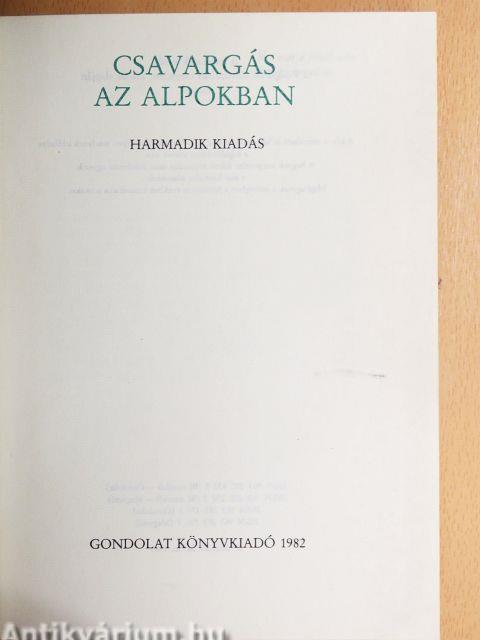 CSAVARGÁS
AZ ALPOKBAN
HARMADIK KIADÁS
GONDOLAT KÖNYVKIADÓ 1982
Antikvárium.hu